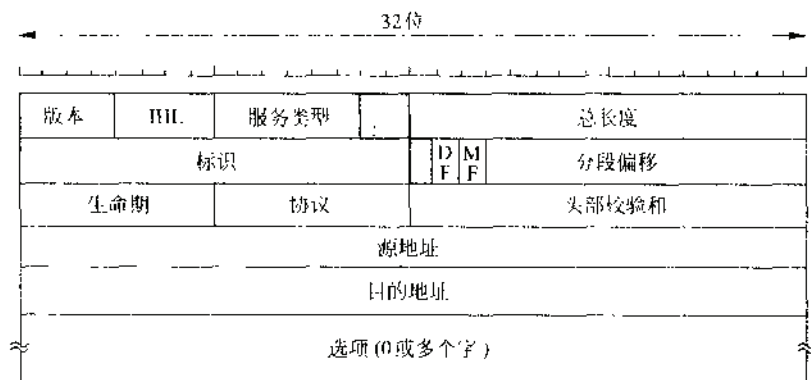 32位
版本 IHL 服务类型 总长度
标识 DF MF 分段偏移
生命期 协议 头部校验和
源地址
目的地址
选项(0或多个字)